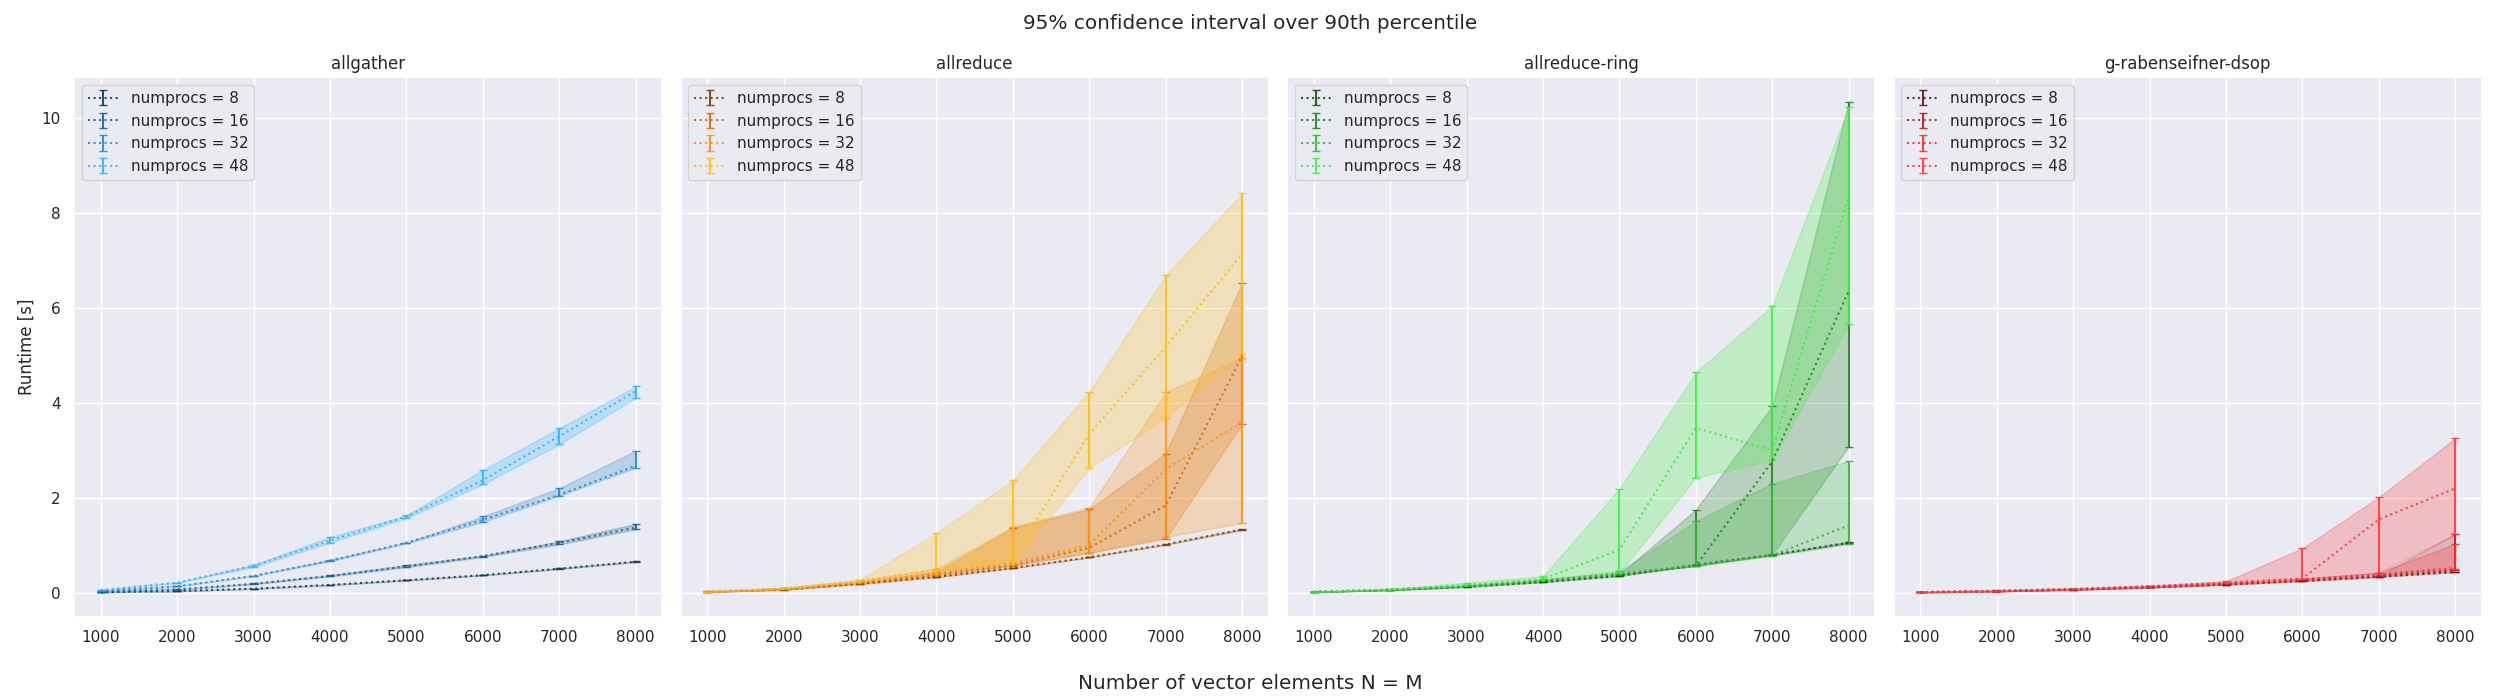 95% confidence interval over 90th percentile
allgather
allreduce
allreduce-ring
g-rabenseifner-dsop
numprocs = 8
numprocs = 16
numprocs = 32
numprocs = 48
numprocs = 8
numprocs = 16
numprocs = 32
numprocs = 48
numprocs = 8
numprocs = 16
numprocs = 32
numprocs = 48
numprocs = 8
numprocs = 16
numprocs = 32
numprocs = 48
10
8
6
4
2
0
Runtime [s]
1000 2000 3000 4000 5000 6000 7000 8000
1000 2000 3000 4000 5000 6000 7000 8000
1000 2000 3000 4000 5000 6000 7000 8000
1000 2000 3000 4000 5000 6000 7000 8000
Number of vector elements N = M